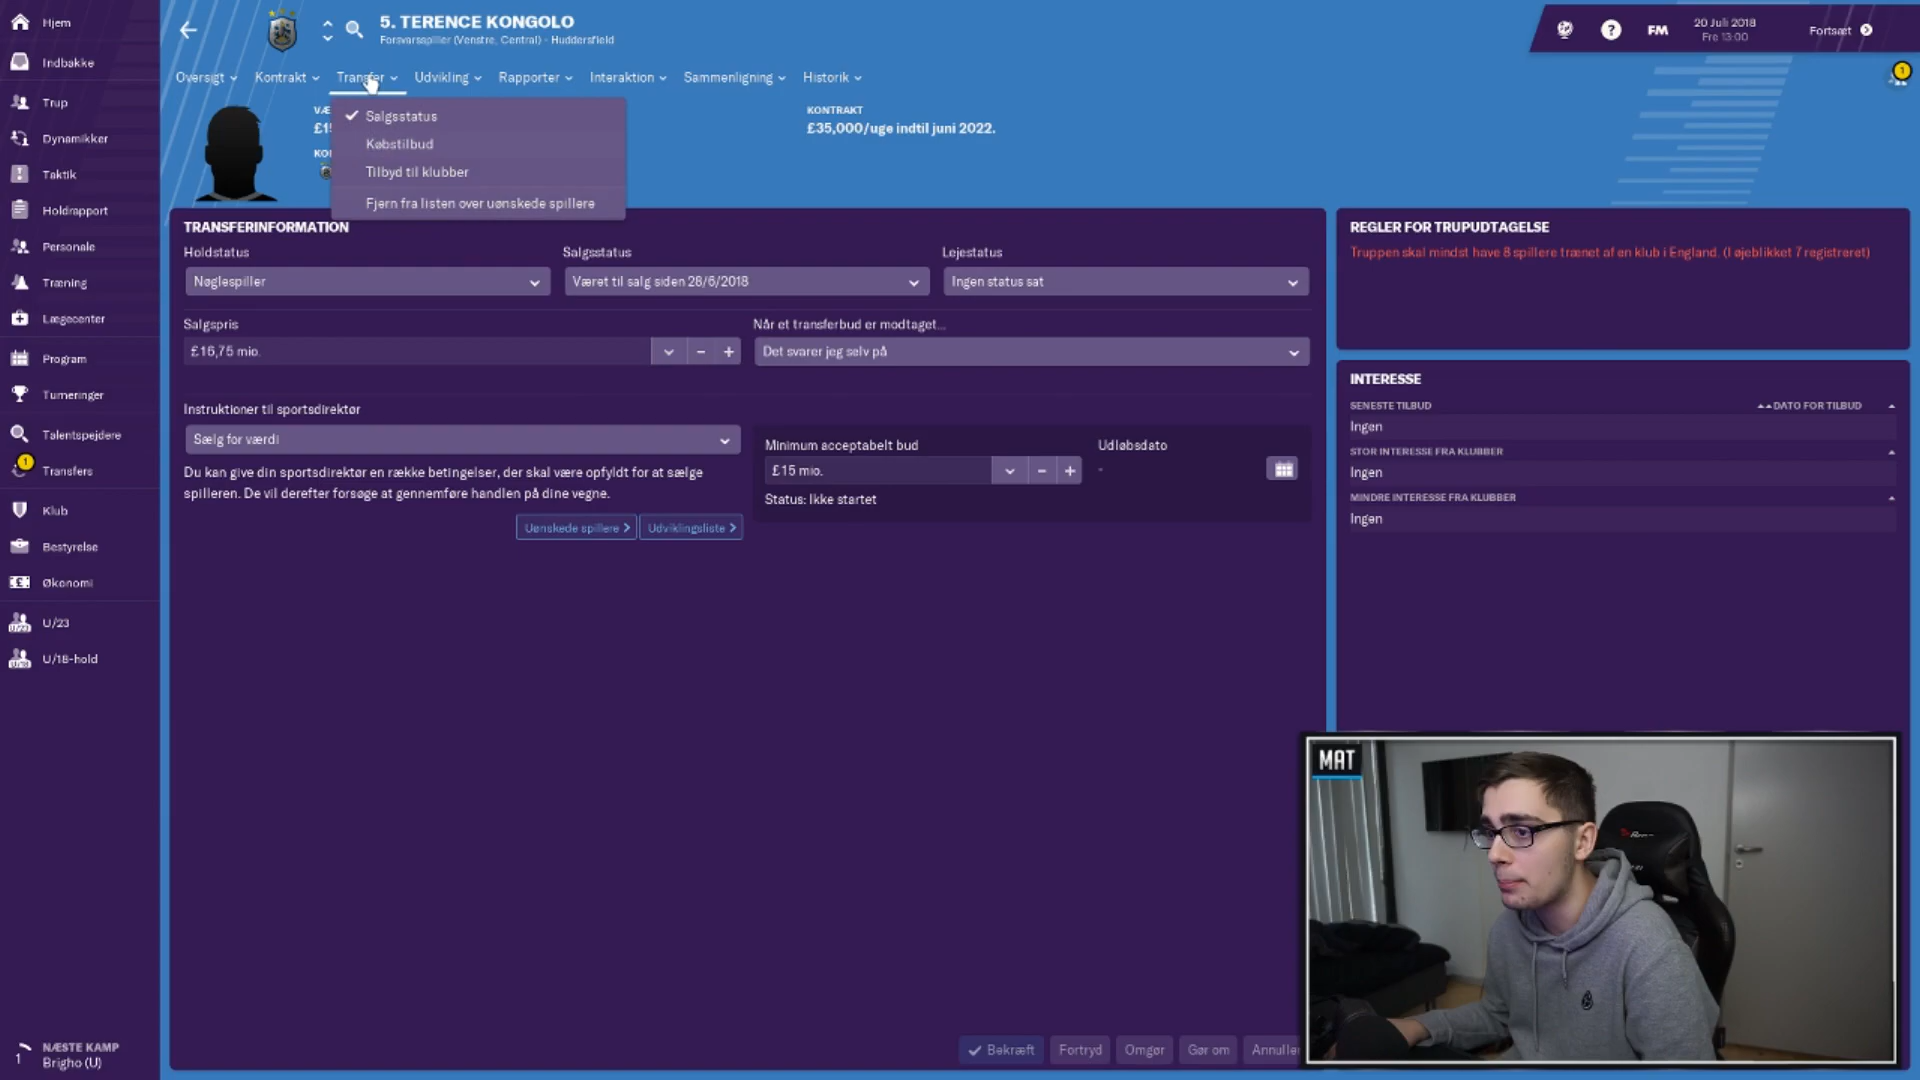 Hjem
Indbakke
Trup
Dynamikker
Taktik
Holdrapport
Personale
Træning
Lægecenter
Program
Turneringer
Talentspejdere
1
Transfers
Klub
Bestyrelse
Økonomi
U/23
U/18-hold
1
NÆSTE KAMP
Brigho (U)
5. TERENCE KONGOLO
Forsvarsspiller (Venstre, Central) - Huddersfield
FM
20 Juli 2018
Fre 13:00
Fortsæt
1
Oversigt
Kontrakt
Transfer
Udvikling
Rapporter
Interaktion
Sammenligning
Historik
Salgsstatus
Købstilbud
Tilbyd til klubber
Fjern fra listen over uønskede spillere
KONTRAKT
£35,000/uge indtil juni 2022.
TRANSFERINFORMATION
Holdstatus
Salgsstatus
Lejestatus
Nøglespiller
Været til salg siden 28/6/2018
Ingen status sat
Salgspris
Når et transferbud er modtaget...
£16,75 mio.
Det svarer jeg selv på
Instruktioner til sportsdirektør
Sælg for værdi
Du kan give din sportsdirektør en række betingelser, der skal være opfyldt for at sælge
spilleren. De vil derefter forsøge at gennemføre handlen på dine vegne.
Uønskede spillere
Udviklingsliste
Minimum acceptabelt bud
Udløbsdato
£15 mio.
-
Status: Ikke startet
REGLER FOR TRUPUDTAGELSE
Truppen skal mindst have 8 spillere trænet af en klub i England. (I øjeblikket 7 registreret)
INTERESSE
SENESTE TILBUD
DATO FOR TILBUD
Ingen
STOR INTERESSE FRA KLUBBER
Ingen
MINDRE INTERESSE FRA KLUBBER
Ingen
Bekræft
Fortryd
Omgør
Gør om
MAT